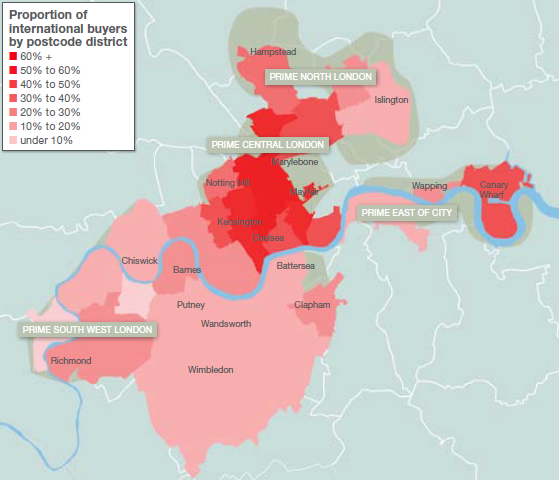 Proportion of
international buyers
by postcode district
60% +
50% to 60%
40% to 50%
30% to 40%
20% to 30%
10% to 20%
under 10%
Hampstead
PRIME NORTH LONDON
Islington
PRIME CENTRAL LONDON
Marylebone
Notting Hill
Mayfair
Wapping
Canary
Wharf
PRIME EAST OF CITY
Kensington
Chelsea
Chiswick
Barnes
Battersea
Putney
Clapham
Wandsworth
PRIME SOUTH WEST LONDON
Richmond
Wimbledon